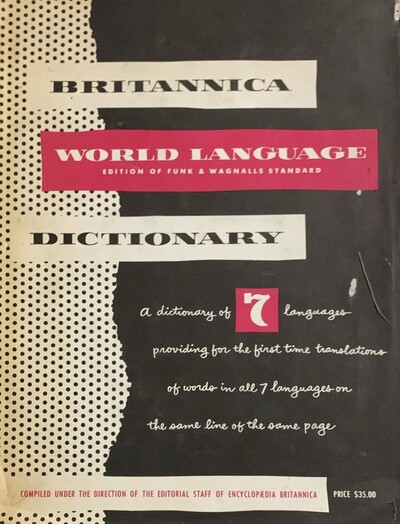 BRITANNICA
WORLD LANGUAGE
EDITION OF FUNK & WAGNALLS STANDARD
DICTIONARY
A dictionary of 7 languages
providing for the first time translations
of words in all 7 languages on
the same line of the same page
COMPILED UNDER THE DIRECTION OF THE EDITORIAL STAFF OF ENCYCLOPÆDIA BRITANNICA PRICE $35.00